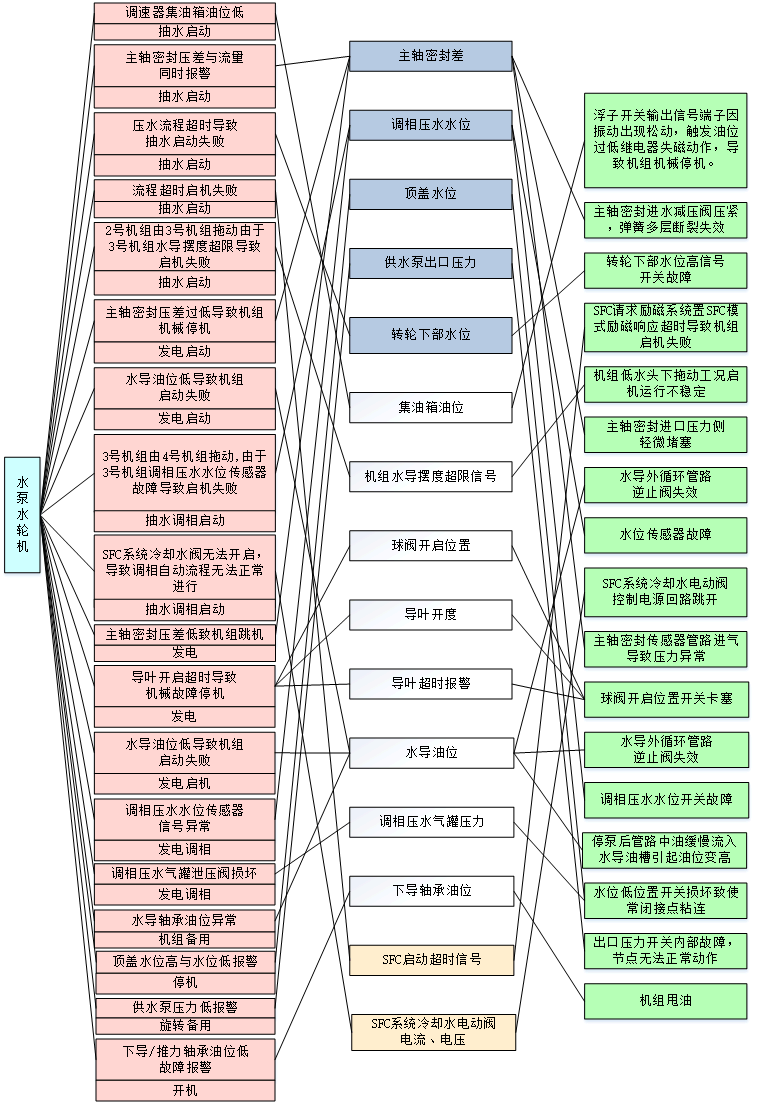 水
泵
水
轮
机
调速器集油箱油位低
抽水启动
主轴密封压差与流量
同时报警
抽水启动
压水流程超时导致
抽水启动失败
抽水启动
流程超时启机失败
抽水启动
2号机组由3号机组拖动由于
3号机组水导摆度超限导致
启机失败
抽水启动
主轴密封压差过低导致机组
机械停机
发电启动
水导油位低导致机组
启动失败
发电启动
3号机组由4号机组拖动,由于
3号机组调相压水水位传感器
故障导致启机失败
抽水调相启动
SFC系统冷却水阀无法开启，
导致调相自动流程无法正常
进行
抽水调相启动
主轴密封压差低致机组跳机
发电
导叶开启超时导致
机械故障停机
发电
水导油位低导致机组
启动失败
发电启机
调相压水水位传感器
信号异常
发电调相
调相压水气罐泄压阀损坏
发电调相
水导轴承油位异常
机组备用
顶盖水位高与水位低报警
停机
供水泵压力低报警
旋转备用
下导/推力轴承油位低
故障报警
开机
主轴密封差
调相压水水位
顶盖水位
供水泵出口压力
转轮下部水位
集油箱油位
机组水导摆度超限信号
球阀开启位置
导叶开度
导叶超时报警
水导油位
调相压水气罐压力
下导轴承油位
SFC启动超时信号
SFC系统冷却水电动阀
电流、电压
浮子开关输出信号端子因
振动出现松动，触发油位
过低继电器失磁动作，导
致机组机械停机。
主轴密封进水减压阀压紧
，弹簧多层断裂失效
转轮下部水位高信号
开关故障
SFC请求励磁系统置SFC模
式励磁响应超时导致机组
启机失败
机组低水头下拖动工况启
机运行不稳定
主轴密封进口压力侧
轻微堵塞
水导外循环管路
逆止阀失效
水位传感器故障
SFC系统冷却水电动阀
控制电源回路跳开
主轴密封传感器管路进气
导致压力异常
球阀开启位置开关卡塞
水导外循环管路
逆止阀失效
调相压水水位开关故障
停泵后管路中油缓慢流入
水导油槽引起油位变高
水位低位置开关损坏致使
常闭接点粘连
出口压力开关内部故障，
节点无法正常动作
机组甩油